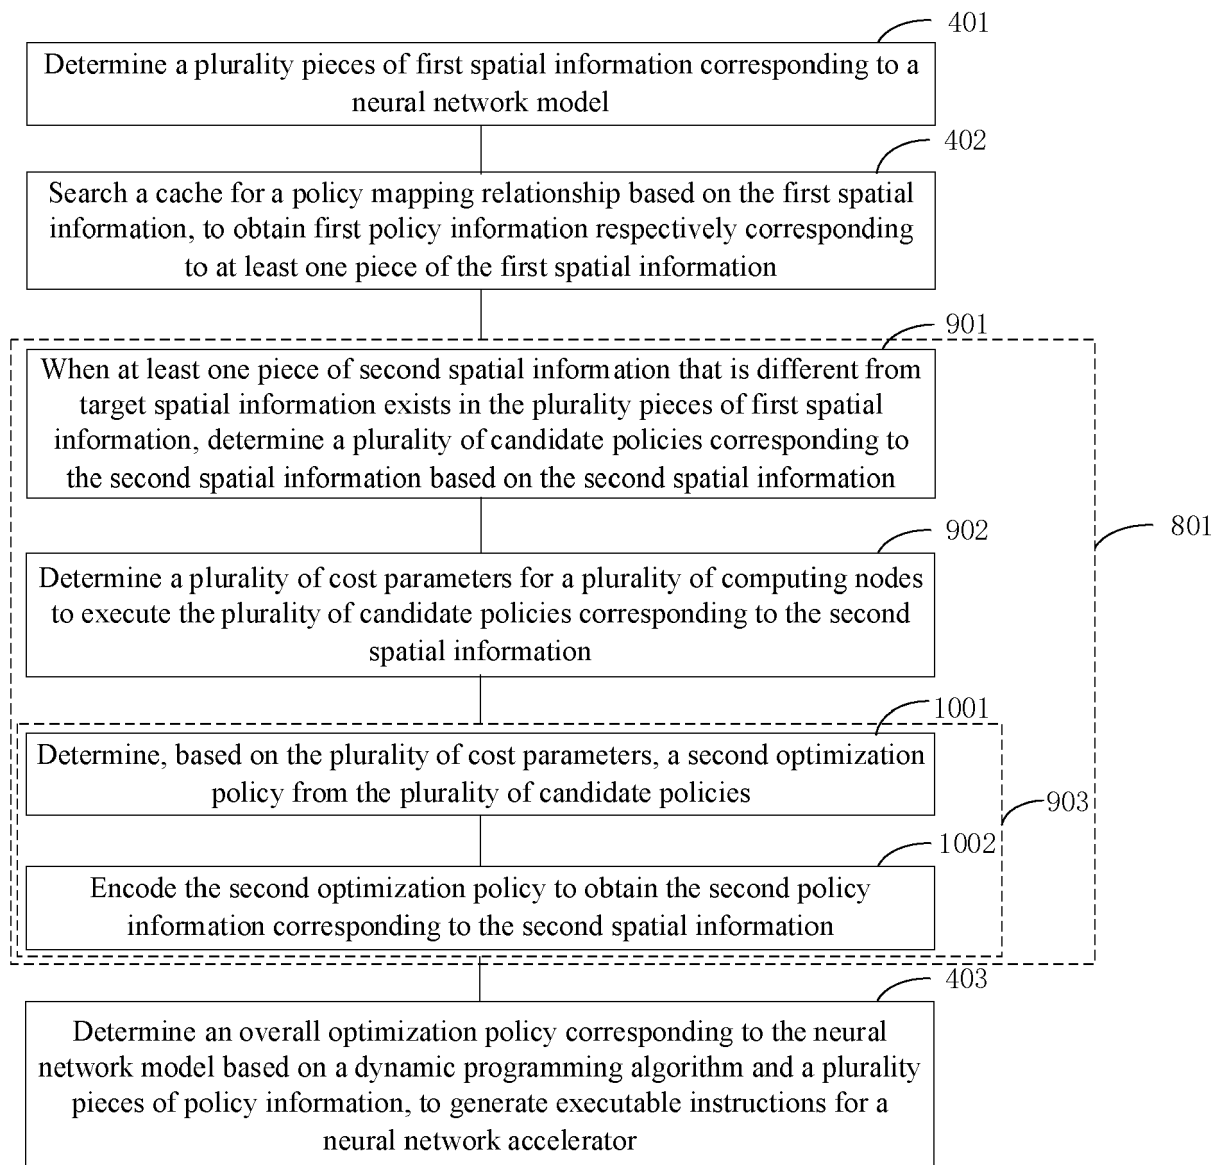 401
Determine a plurality pieces of first spatial information corresponding to a
neural network model
402
Search a cache for a policy mapping relationship based on the first spatial
information, to obtain first policy information respectively corresponding
to at least one piece of the first spatial information
901
When at least one piece of second spatial information that is different from
target spatial information exists in the plurality pieces of first spatial
information, determine a plurality of candidate policies corresponding to
the second spatial information based on the second spatial information
801
902
Determine a plurality of cost parameters for a plurality of computing nodes
to execute the plurality of candidate policies corresponding to the second
spatial information
1001
Determine, based on the plurality of cost parameters, a second optimization
policy from the plurality of candidate policies
903
1002
Encode the second optimization policy to obtain the second policy
information corresponding to the second spatial information
403
Determine an overall optimization policy corresponding to the neural
network model based on a dynamic programming algorithm and a plurality
pieces of policy information, to generate executable instructions for a
neural network accelerator